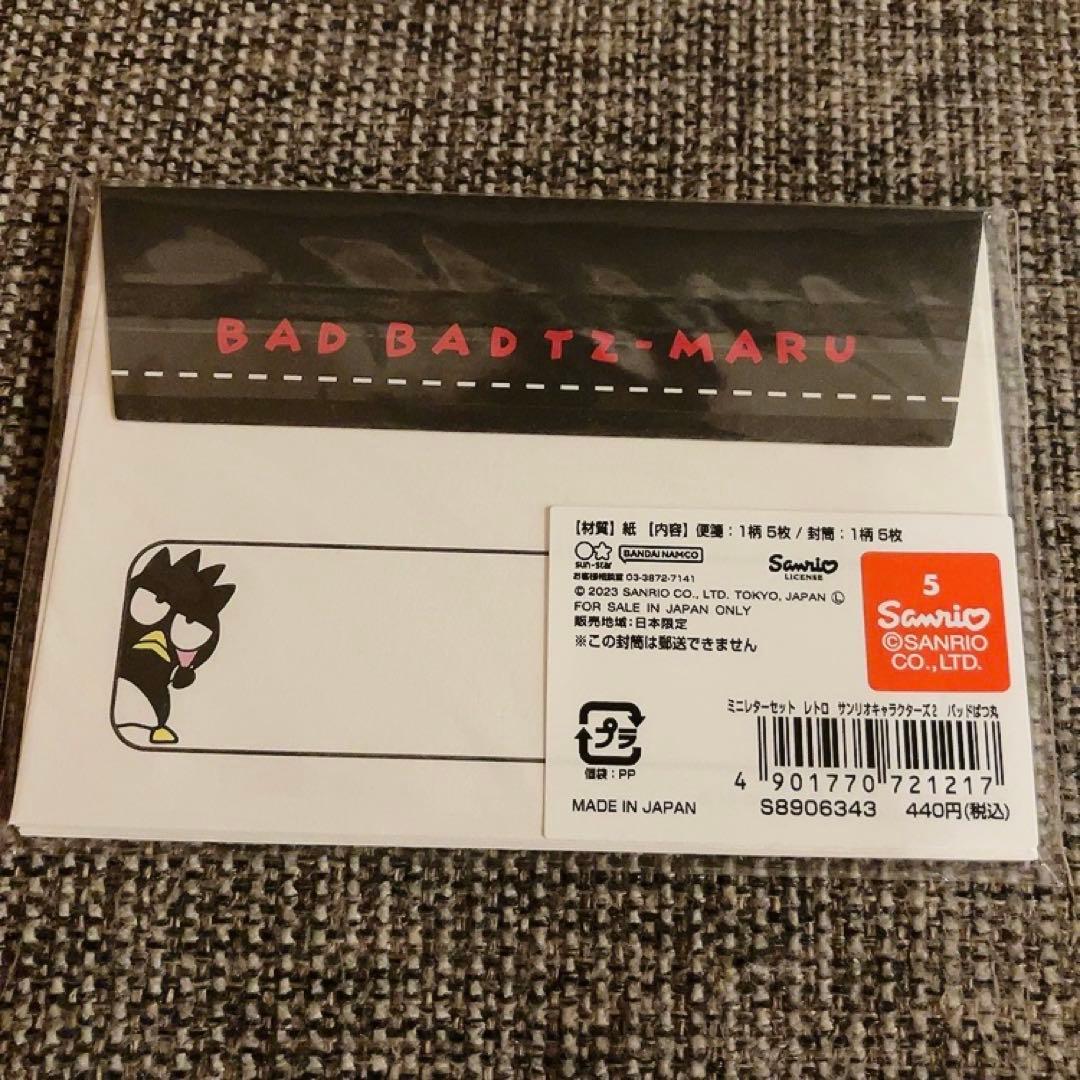 BAD BADTZ-MARU
【材質】紙 【内容】便箋:1柄5枚/封筒:1柄5枚
sun-star BANDAI NAMCO
Sanrio
LICENSE
お客様相談室 03-3872-7141
© 2023 SANRIO CO., LTD. TOKYO, JAPAN Ⓛ
FOR SALE IN JAPAN ONLY
販売地域:日本限定
※この封筒は郵送できません
5
Sanrio
©SANRIO
CO.,LTD.
ミニレターセット レトロ サンリオキャラクターズ2 バッドばつ丸
プラ
個袋:PP
4 901770 721217
MADE IN JAPAN
S8906343 440円(税込)